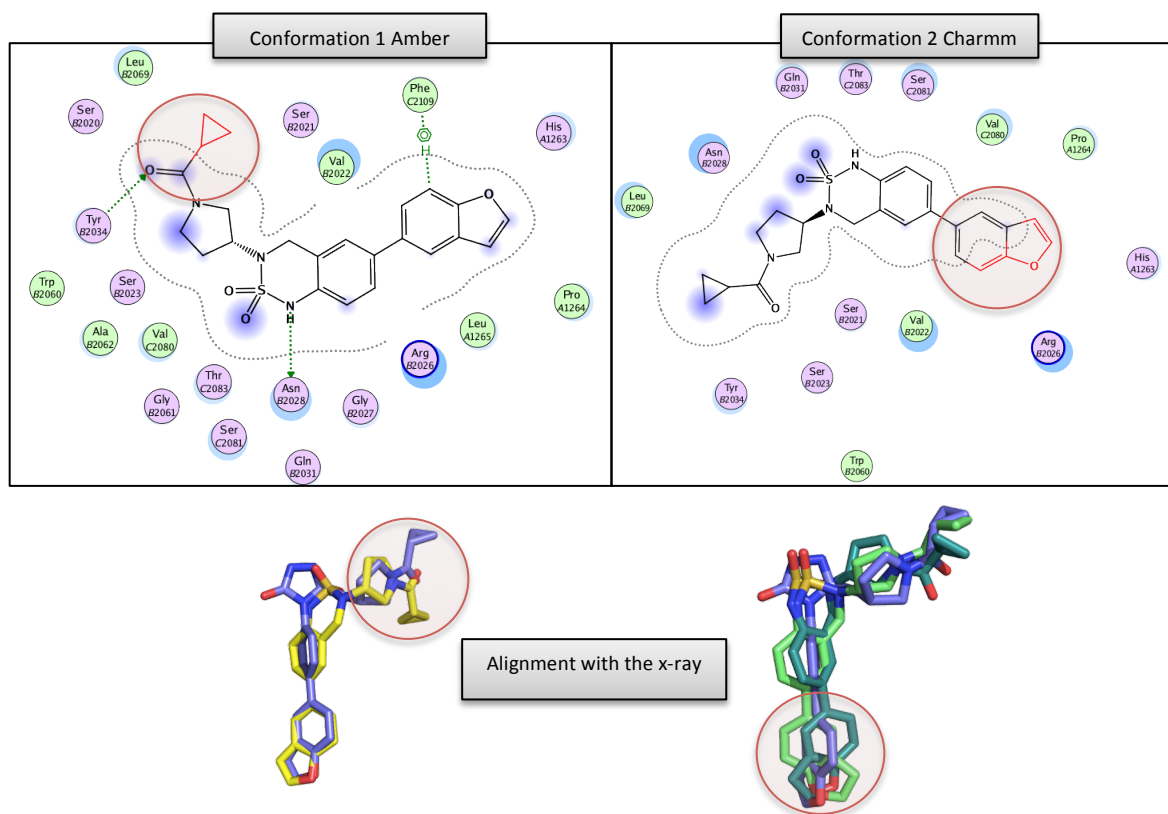 Conformation 1 Amber
Conformation 2 Charmm
Leu
B2069
Ser
B2020
Ser
B2021
Phe
C2109
His
A1263
Val
B2022
H
O
O
N
Tyr
B2034
Trp
B2060
Ser
B2023
Ala
B2062
Val
C2080
N
S
O
O
N
H
Pro
A1264
Leu
A1265
Arg
B2026
Thr
C2083
Gly
B2061
Asn
B2028
Gly
B2027
Ser
C2081
Gln
B2031
Gln
B2031
Thr
C2083
Ser
C2081
Val
C2080
Pro
A1264
Asn
B2028
Leu
B2069
O
O
S
H
N
N
N
O
O
His
A1263
Ser
B2021
Val
B2022
Arg
B2026
Ser
B2023
Tyr
B2034
Trp
B2060
Alignment with the x-ray